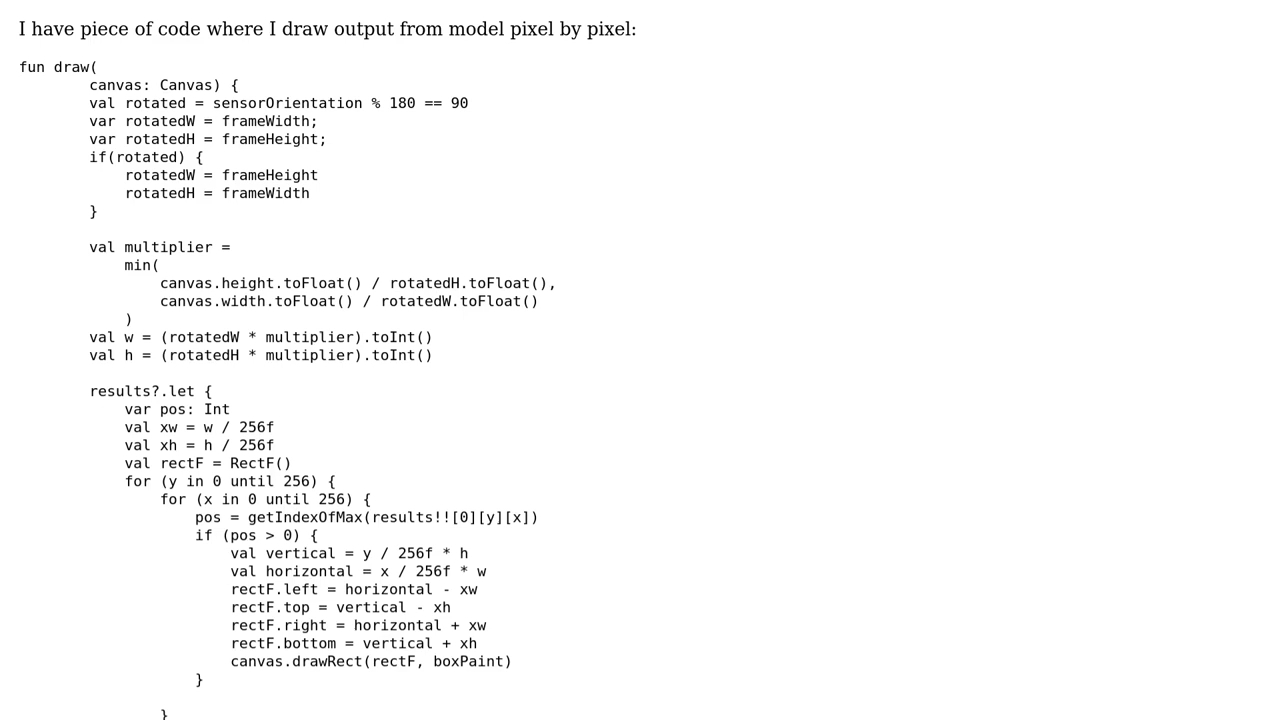 I have piece of code where I draw output from model pixel by pixel:
fun draw(
        canvas: Canvas) {
        val rotated = sensorOrientation % 180 == 90
        var rotatedW = frameWidth;
        var rotatedH = frameHeight;
        if(rotated) {
            rotatedW = frameHeight
            rotatedH = frameWidth
        }

        val multiplier =
            min(
                canvas.height.toFloat() / rotatedH.toFloat(),
                canvas.width.toFloat() / rotatedW.toFloat()
            )
        val w = (rotatedW * multiplier).toInt()
        val h = (rotatedH * multiplier).toInt()

        results?.let {
            var pos: Int
            val xw = w / 256f
            val xh = h / 256f
            val rectF = RectF()
            for (y in 0 until 256) {
                for (x in 0 until 256) {
                    pos = getIndexOfMax(results!![0][y][x])
                    if (pos > 0) {
                        val vertical = y / 256f * h
                        val horizontal = x / 256f * w
                        rectF.left = horizontal - xw
                        rectF.top = vertical - xh
                        rectF.right = horizontal + xw
                        rectF.bottom = vertical + xh
                        canvas.drawRect(rectF, boxPaint)
                    }

                }